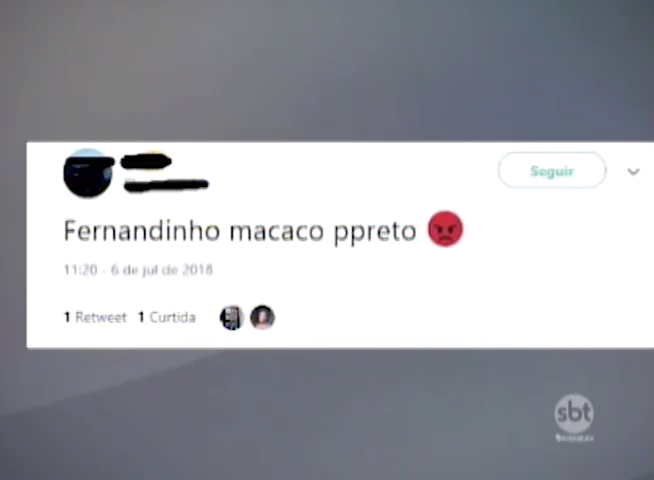 Seguir
Fernandinho macaco ppreto 😡
11:20 - 6 de jul de 2018
1 Retweet 1 Curtida
sbt